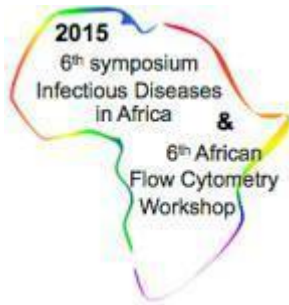 2015
6th symposium
Infectious Diseases
in Africa
&
6th African
Flow Cytometry
Workshop